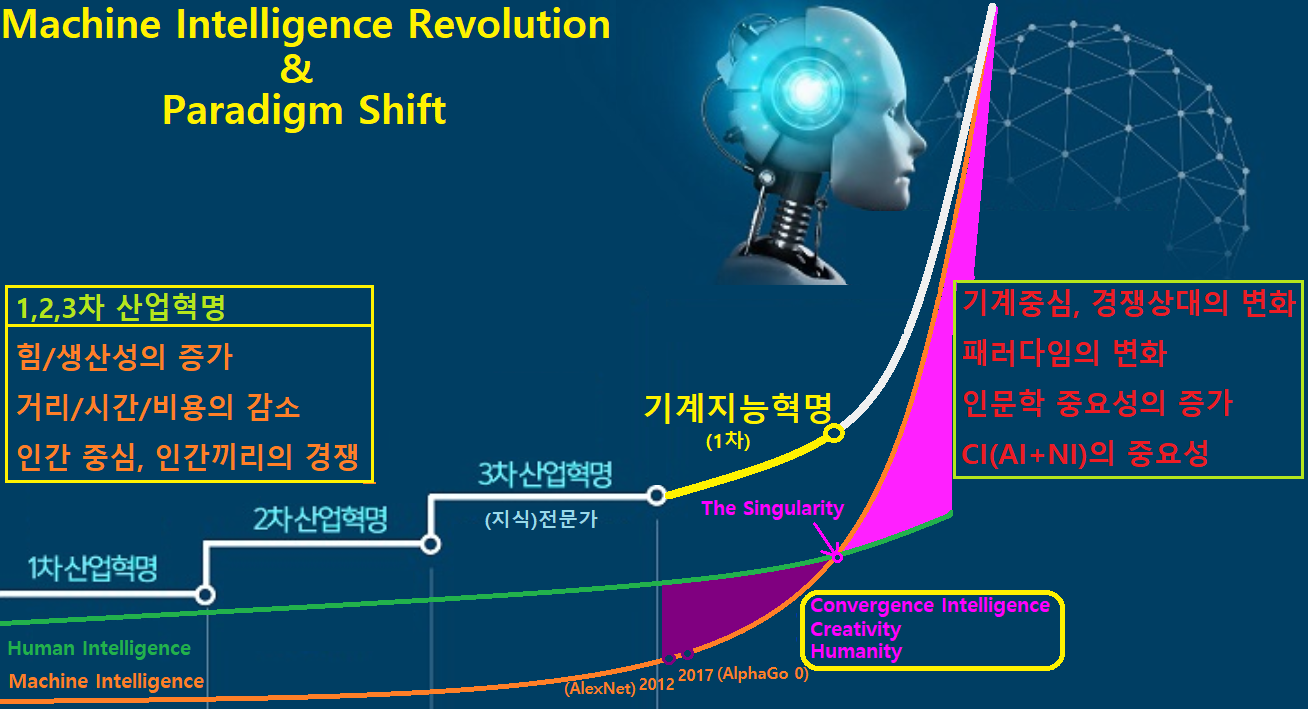 Machine Intelligence Revolution
&
Paradigm Shift
1,2,3차 산업혁명
힘/생산성의 증가
거리/시간/비용의 감소
인간 중심, 인간끼리의 경쟁
기계중심, 경쟁상대의 변화
패러다임의 변화
인문학 중요성의 증가
CI(AI+NI)의 중요성
기계지능혁명
(1차)
3차 산업혁명
(지식)전문가
2차 산업혁명
1차 산업혁명
The Singularity
Convergence Intelligence
Creativity
Humanity
Human Intelligence
Machine Intelligence
(AlexNet) 2012 2017 (AlphaGo 0)